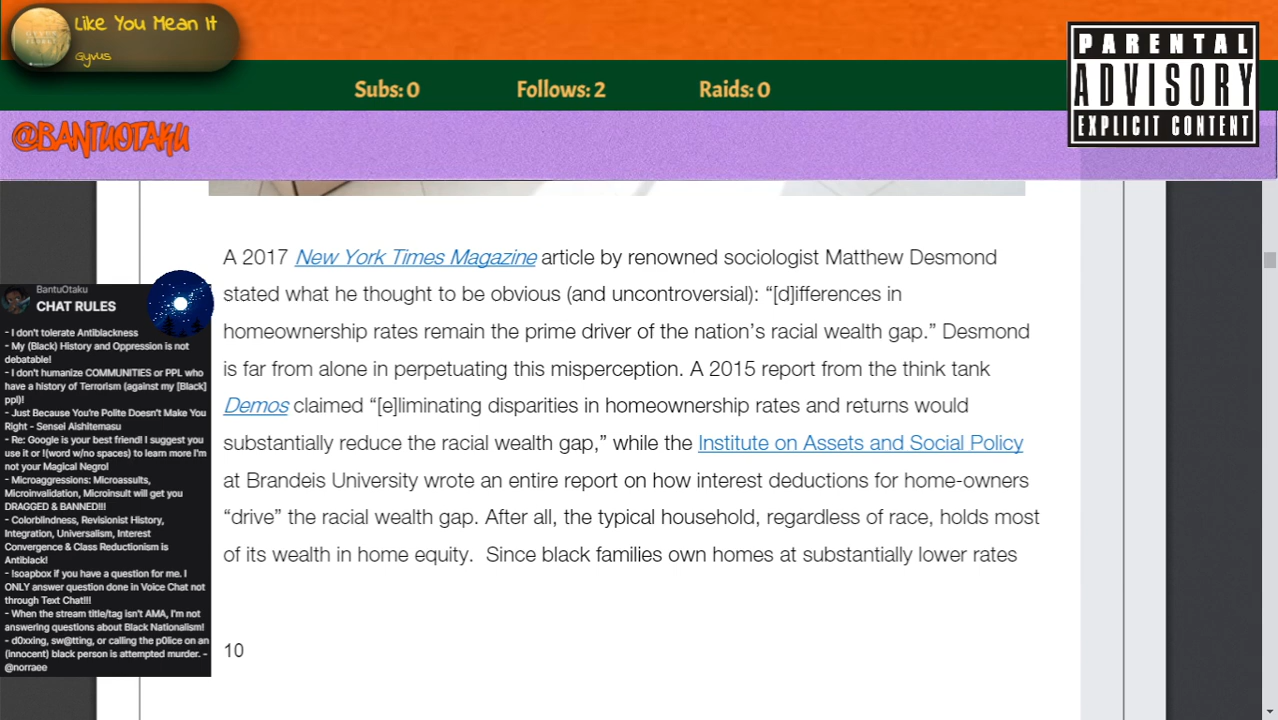 Like You Mean It
Gyvus
Subs: 0
Follows: 2
Raids: 0
PARENTAL
ADVISORY
EXPLICIT CONTENT
@BANTUOTAKU
A 2017 New York Times Magazine article by renowned sociologist Matthew Desmond
stated what he thought to be obvious (and uncontroversial): “[d]ifferences in
homeownership rates remain the prime driver of the nation’s racial wealth gap.” Desmond
is far from alone in perpetuating this misperception. A 2015 report from the think tank
Demos claimed “[e]liminating disparities in homeownership rates and returns would
substantially reduce the racial wealth gap,” while the Institute on Assets and Social Policy
at Brandeis University wrote an entire report on how interest deductions for home-owners
“drive” the racial wealth gap. After all, the typical household, regardless of race, holds most
of its wealth in home equity.  Since black families own homes at substantially lower rates
10
BantuOtaku
CHAT RULES
- I don't tolerate Antiblackness
- My (Black) History and Oppression is not
debatable!
- I don't humanize COMMUNITIES or PPL who
have a history of Terrorism (against my [Black]
ppl)!
- Just Because You're Polite Doesn't Make You
Right - Sensei Aishitemasu
- Re: Google is your best friend! I suggest you
use it or !(word w/no spaces) to learn more I'm
not your Magical Negro!
- Microaggressions: Microassults,
Microinvalidation, Microinsult will get you
DRAGGED & BANNED!!!
- Colorblindness, Revisionist History,
Integration, Universalism, Interest
Convergence & Class Reductionism is
Antiblack!
- !soapbox if you have a question for me. I
ONLY answer question done in Voice Chat not
through Text Chat!!!
- When the stream title/tag isn't AMA, I'm not
answering questions about Black Nationalism!
- d0xxing, sw@tting, or calling the p0lice on an
(innocent) black person is attempted murder. -
@norraee